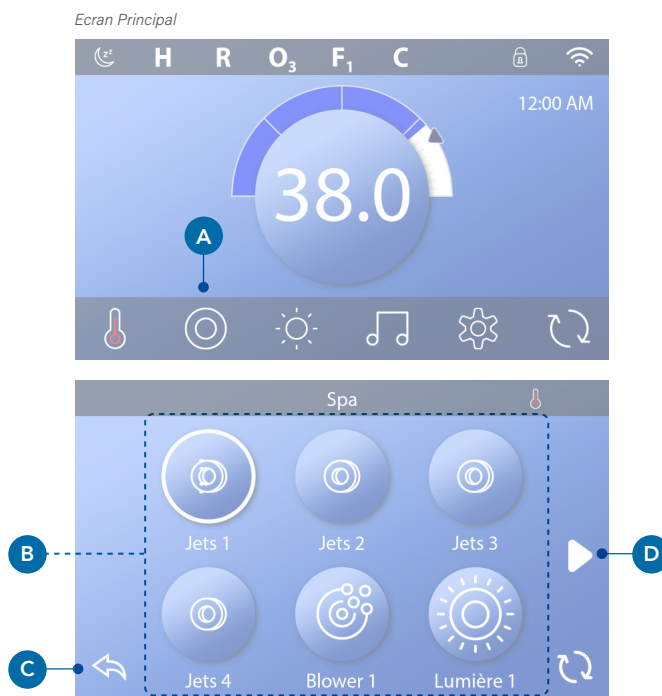 Ecran Principal
H R O₃ F₁ C
12:00 AM
38.0
A
Spa
Jets 1 Jets 2 Jets 3
B
D
Jets 4 Blower 1 Lumière 1
C